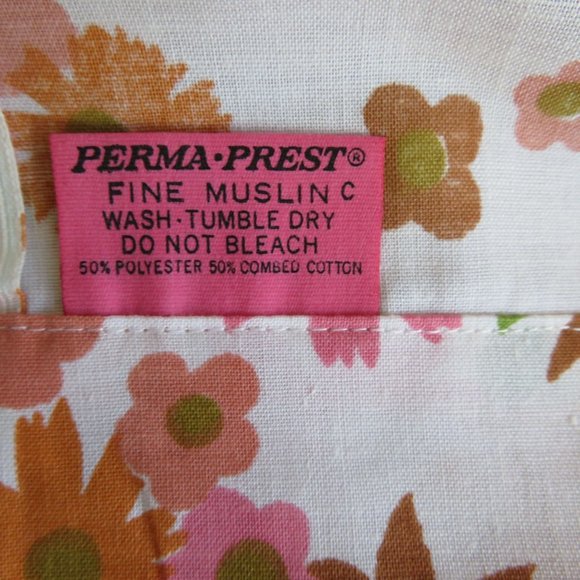 PERMA·PREST®
FINE MUSLIN C
WASH·TUMBLE DRY
DO NOT BLEACH
50% POLYESTER 50% COMBED COTTON